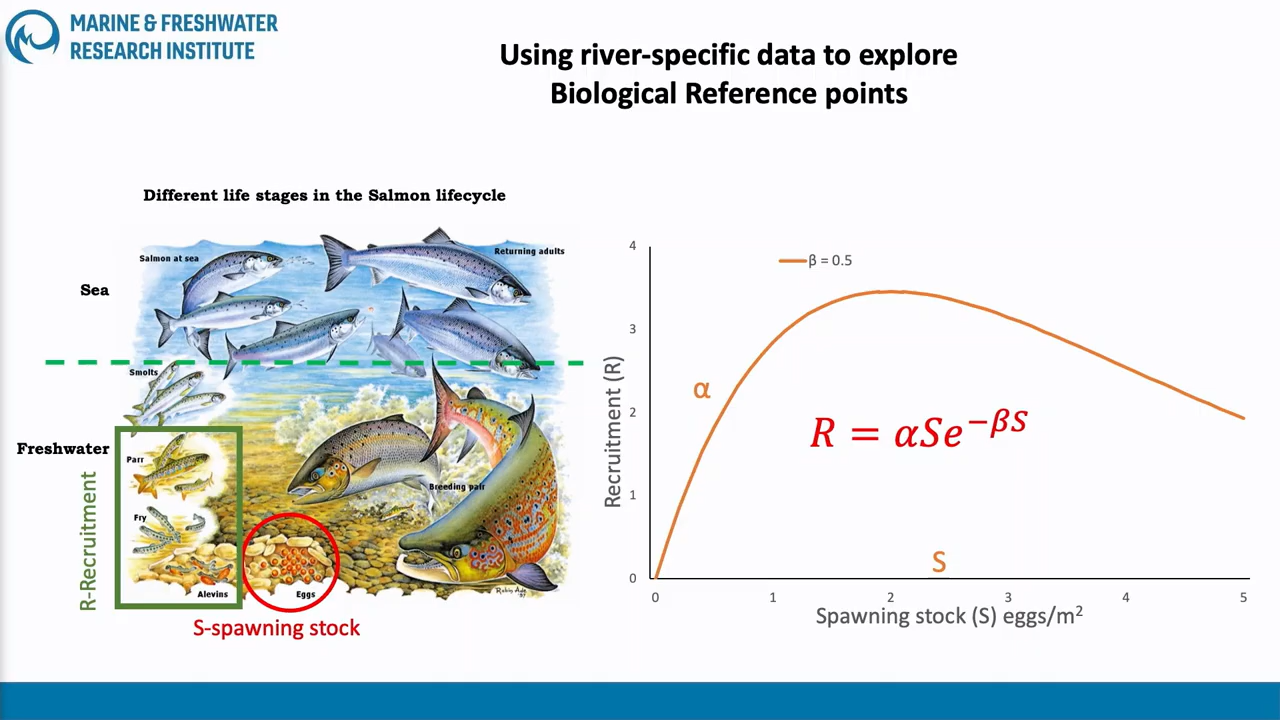 MARINE & FRESHWATER
RESEARCH INSTITUTE
Using river-specific data to explore
Biological Reference points
Different life stages in the Salmon lifecycle
Salmon at sea
Returning adults
Sea
Smolts
Freshwater
Parr
Breeding pair
Fry
Alevins
Eggs
R-Recruitment
S-spawning stock
β = 0.5
4
3
2
1
0
Recruitment (R)
α
R = αSe^{-βS}
S
0 1 2 3 4 5
Spawning stock (S) eggs/m²